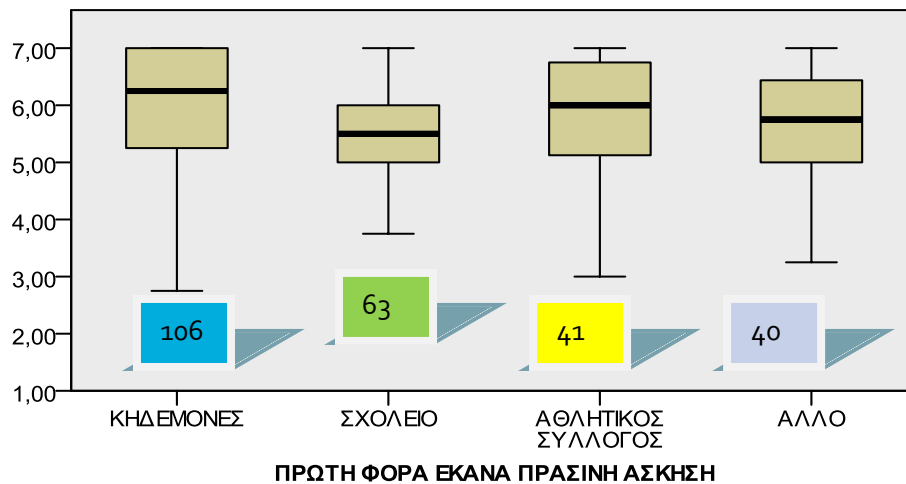 7,00
6,00
5,00
4,00
3,00
2,00
1,00
106
63
41
40
ΚΗΔΕΜΟΝΕΣ
ΣΧΟΛΕΙΟ
ΑΘΛΗΤΙΚΟΣ
ΣΥΛΛΟΓΟΣ
ΑΛΛΟ
ΠΡΩΤΗ ΦΟΡΑ ΕΚΑΝΑ ΠΡΑΣΙΝΗ ΑΣΚΗΣΗ